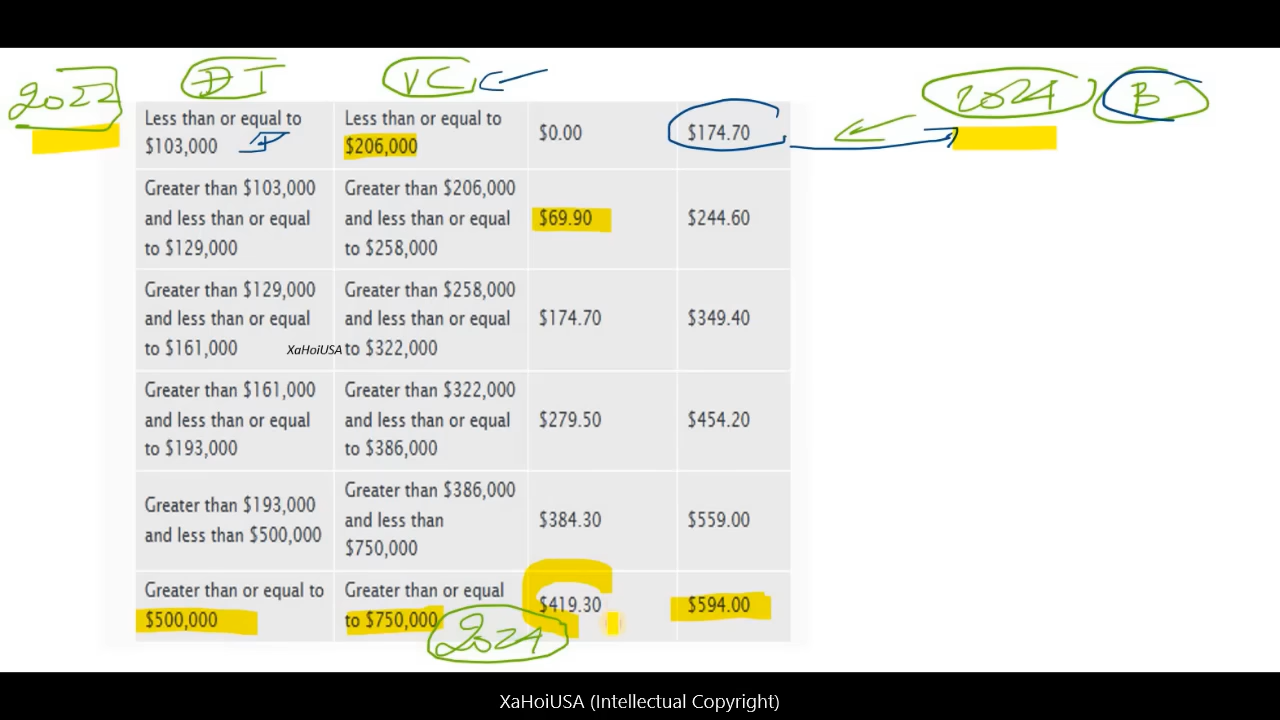 2022 ĐT VC 2024 B
Less than or equal to
$103,000
Less than or equal to
$206,000
$0.00
$174.70
Greater than $103,000
and less than or equal
to $129,000
Greater than $206,000
and less than or equal
to $258,000
$69.90
$244.60
Greater than $129,000
and less than or equal
to $161,000
Greater than $258,000
and less than or equal
to $322,000
$174.70
$349.40
XaHoiUSA
Greater than $161,000
and less than or equal
to $193,000
Greater than $322,000
and less than or equal
to $386,000
$279.50
$454.20
Greater than $193,000
and less than $500,000
Greater than $386,000
and less than
$750,000
$384.30
$559.00
Greater than or equal to
$500,000
Greater than or equal
to $750,000
$419.30
$594.00
2024
XaHoiUSA (Intellectual Copyright)